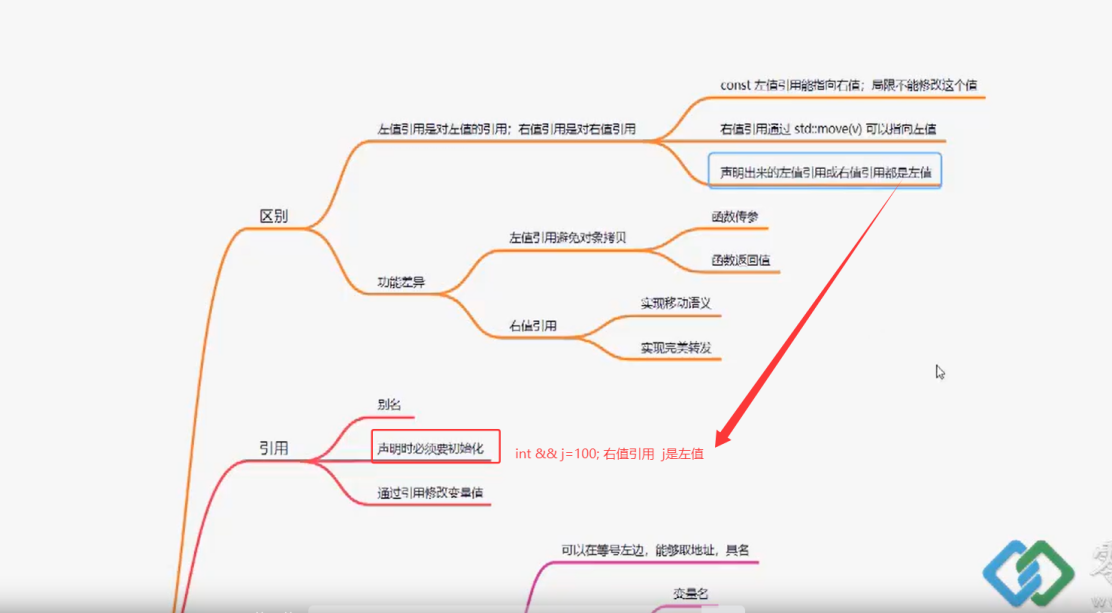 const 左值引用能指向右值；局限不能修改这个值
左值引用是对左值的引用；右值引用是对右值引用
右值引用通过 std::move(v) 可以指向左值
声明出来的左值引用或右值引用都是左值
区别
函数传参
左值引用避免对象拷贝
函数返回值
功能差异
实现移动语义
右值引用
实现完美转发
别名
引用
声明时必须要初始化
int && j=100; 右值引用 j是左值
通过引用修改变量值
可以在等号左边，能够取地址，具名
变量名